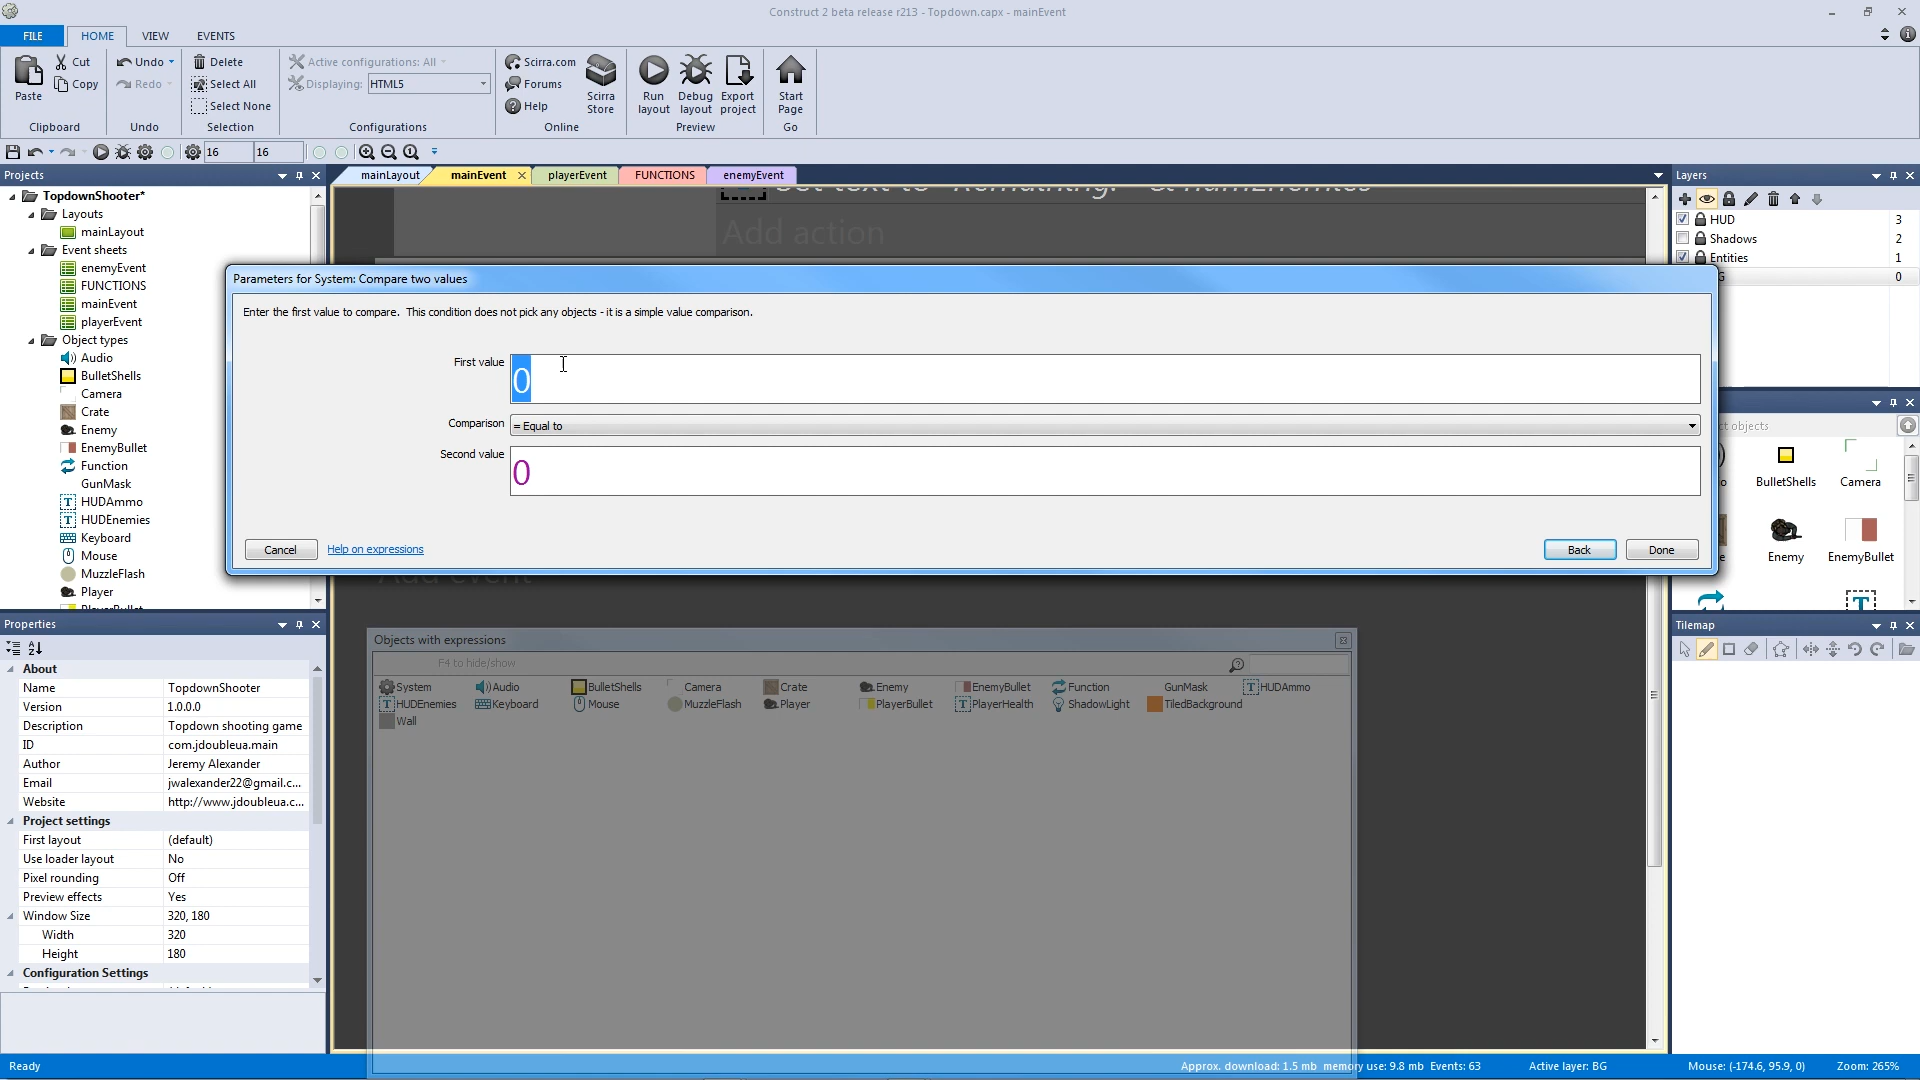 Construct 2 beta release r213 - Topdown.capx - mainEvent
FILE HOME VIEW EVENTS
Paste Cut Copy
Clipboard
Undo Redo
Undo
Delete Select All Select None
Selection
Active configurations: All
Displaying: HTML5
Configurations
Scirra.com Forums Help
Scirra Store
Online
Run layout Debug layout Export project
Preview
Start Page
Go
16 16
Projects
TopdownShooter*
Layouts
mainLayout
Event sheets
enemyEvent
FUNCTIONS
mainEvent
playerEvent
Object types
Audio
BulletShells
Camera
Crate
Enemy
EnemyBullet
Function
GunMask
HUDAmmo
HUDEnemies
Keyboard
Mouse
MuzzleFlash
Player
PlayerBullet
mainLayout mainEvent playerEvent FUNCTIONS enemyEvent
Set text to "Remaining: " & numEnemies
Add action
Parameters for System: Compare two values
Enter the first value to compare. This condition does not pick any objects - it is a simple value comparison.
First value 0
Comparison = Equal to
Second value 0
Cancel Help on expressions Back Done
Add event
Objects with expressions
F4 to hide/show
System Audio BulletShells Camera Crate Enemy EnemyBullet Function GunMask HUDAmmo
HUDEnemies Keyboard Mouse MuzzleFlash Player PlayerBullet PlayerHealth ShadowLight TiledBackground
Wall
Properties
About
Name TopdownShooter
Version 1.0.0.0
Description Topdown shooting game
ID com.jdoubleua.main
Author Jeremy Alexander
Email jwalexander22@gmail.c...
Website http://www.jdoubleua.c...
Project settings
First layout (default)
Use loader layout No
Pixel rounding Off
Preview effects Yes
Window Size 320, 180
Width 320
Height 180
Configuration Settings
Layers
HUD 3
Shadows 2
Entities 1
G 0
ct objects
o BulletShells Camera
e Enemy EnemyBullet
Tilemap
Ready
Approx. download: 1.5 mb memory use: 9.8 mb Events: 63 Active layer: BG Mouse: (-174.6, 95.9, 0) Zoom: 265%